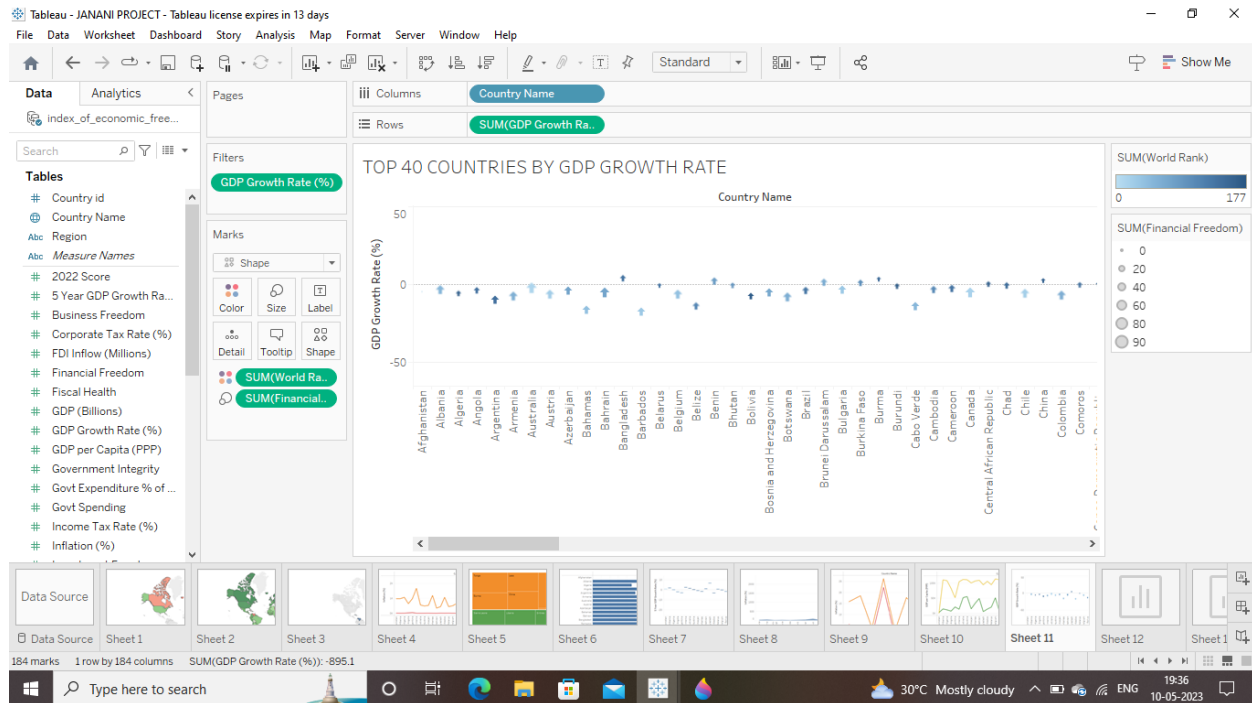 Tableau - JANANI PROJECT - Tableau license expires in 13 days
File Data Worksheet Dashboard Story Analysis Map Format Server Window Help
Standard
Show Me
Data Analytics
index_of_economic_free...
Search
Tables
# Country id
Country Name
Abc Region
Abc Measure Names
# 2022 Score
# 5 Year GDP Growth Ra...
# Business Freedom
# Corporate Tax Rate (%)
# FDI Inflow (Millions)
# Financial Freedom
# Fiscal Health
# GDP (Billions)
# GDP Growth Rate (%)
# GDP per Capita (PPP)
# Government Integrity
# Govt Expenditure % of ...
# Govt Spending
# Income Tax Rate (%)
# Inflation (%)
Pages
Filters
GDP Growth Rate (%)
Marks
Shape
Color Size Label
Detail Tooltip Shape
SUM(World Ra..
SUM(Financial..
Columns Country Name
Rows SUM(GDP Growth Ra..
TOP 40 COUNTRIES BY GDP GROWTH RATE
Country Name
GDP Growth Rate (%)
50
0
-50
Afghanistan
Albania
Algeria
Angola
Argentina
Armenia
Australia
Austria
Azerbaijan
Bahamas
Bahrain
Bangladesh
Barbados
Belarus
Belgium
Belize
Benin
Bhutan
Bolivia
Bosnia and Herzegovina
Botswana
Brazil
Brunei Darussalam
Bulgaria
Burkina Faso
Burma
Burundi
Cabo Verde
Cambodia
Cameroon
Canada
Central African Republic
Chad
Chile
China
Colombia
Comoros
SUM(World Rank)
0 177
SUM(Financial Freedom)
0
20
40
60
80
90
Data Source
Data Source Sheet 1 Sheet 2 Sheet 3 Sheet 4 Sheet 5 Sheet 6 Sheet 7 Sheet 8 Sheet 9 Sheet 10 Sheet 11 Sheet 12 Sheet 1
184 marks 1 row by 184 columns SUM(GDP Growth Rate (%)): -895.1
Type here to search
30°C Mostly cloudy
ENG
19:36
10-05-2023